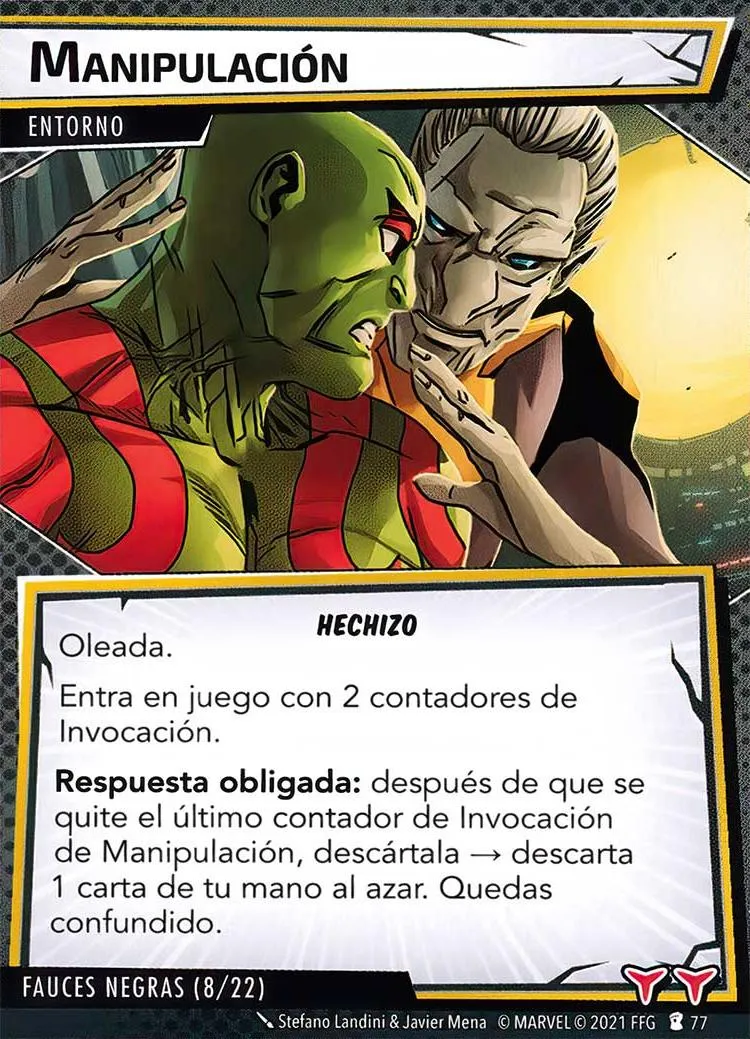 MANIPULACIÓN
ENTORNO
HECHIZO
Oleada.
Entra en juego con 2 contadores de
Invocación.
Respuesta obligada: después de que se
quite el último contador de Invocación
de Manipulación, descártala → descarta
1 carta de tu mano al azar. Quedas
confundido.
FAUCES NEGRAS (8/22)
Stefano Landini & Javier Mena © MARVEL © 2021 FFG 77